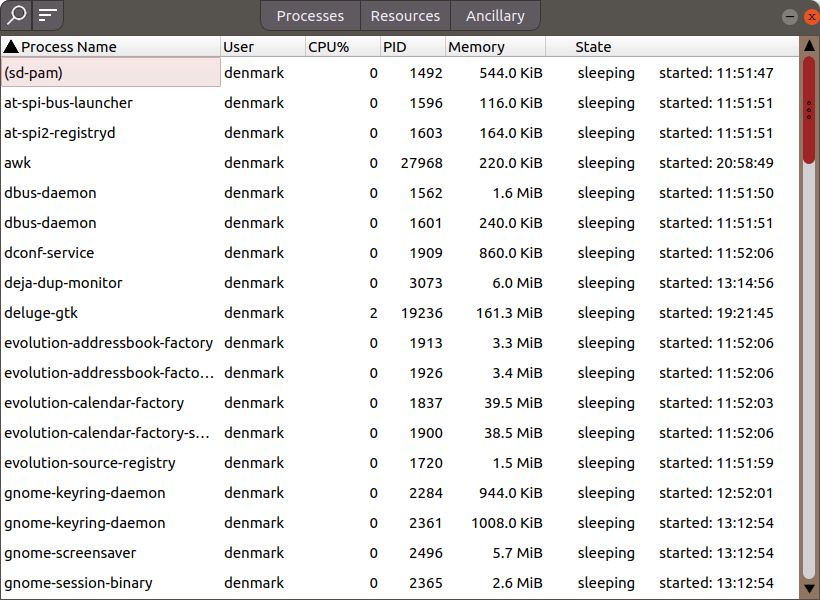 Processes Resources Ancillary
Process Name User CPU% PID Memory State
(sd-pam) denmark 0 1492 544.0 KiB sleeping started: 11:51:47
at-spi-bus-launcher denmark 0 1596 116.0 KiB sleeping started: 11:51:51
at-spi2-registryd denmark 0 1603 164.0 KiB sleeping started: 11:51:51
awk denmark 0 27968 220.0 KiB sleeping started: 20:58:49
dbus-daemon denmark 0 1562 1.6 MiB sleeping started: 11:51:50
dbus-daemon denmark 0 1601 240.0 KiB sleeping started: 11:51:51
dconf-service denmark 0 1909 860.0 KiB sleeping started: 11:52:06
deja-dup-monitor denmark 0 3073 6.0 MiB sleeping started: 13:14:56
deluge-gtk denmark 2 19236 161.3 MiB sleeping started: 19:21:45
evolution-addressbook-factory denmark 0 1913 3.3 MiB sleeping started: 11:52:06
evolution-addressbook-facto... denmark 0 1926 3.4 MiB sleeping started: 11:52:06
evolution-calendar-factory denmark 0 1837 39.5 MiB sleeping started: 11:52:03
evolution-calendar-factory-s... denmark 0 1900 38.5 MiB sleeping started: 11:52:06
evolution-source-registry denmark 0 1720 1.5 MiB sleeping started: 11:51:59
gnome-keyring-daemon denmark 0 2284 944.0 KiB sleeping started: 12:52:01
gnome-keyring-daemon denmark 0 2361 1008.0 KiB sleeping started: 13:12:54
gnome-screensaver denmark 0 2496 5.7 MiB sleeping started: 13:12:54
gnome-session-binary denmark 0 2365 2.6 MiB sleeping started: 13:12:54